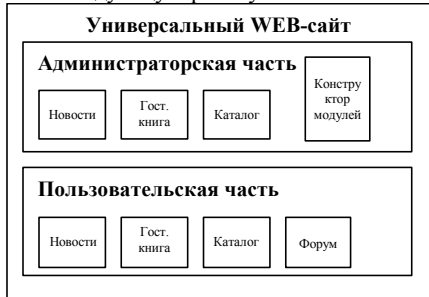 Универсальный WEB-сайт
Администраторская часть
Новости
Гост.
книга
Каталог
Констру
ктор
модулей
Пользовательская часть
Новости
Гост.
книга
Каталог
Форум